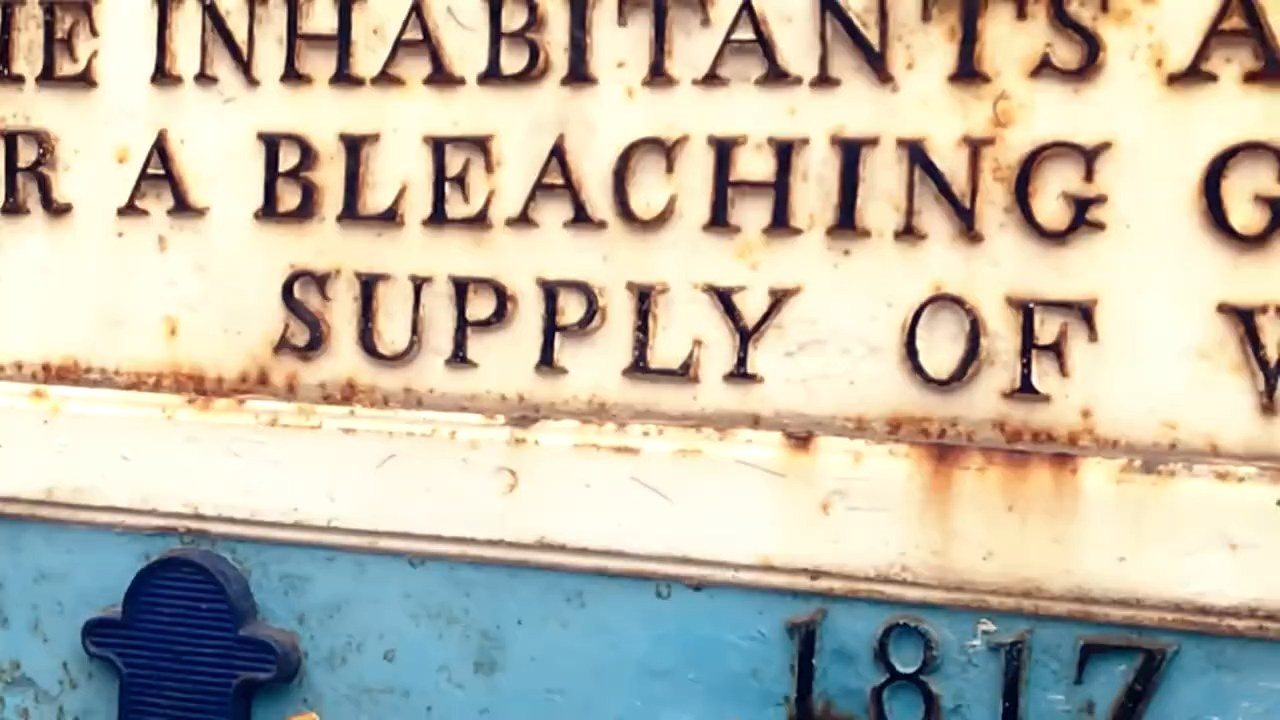 HE INHABITANTS A
R A BLEACHING G
SUPPLY OF
1817